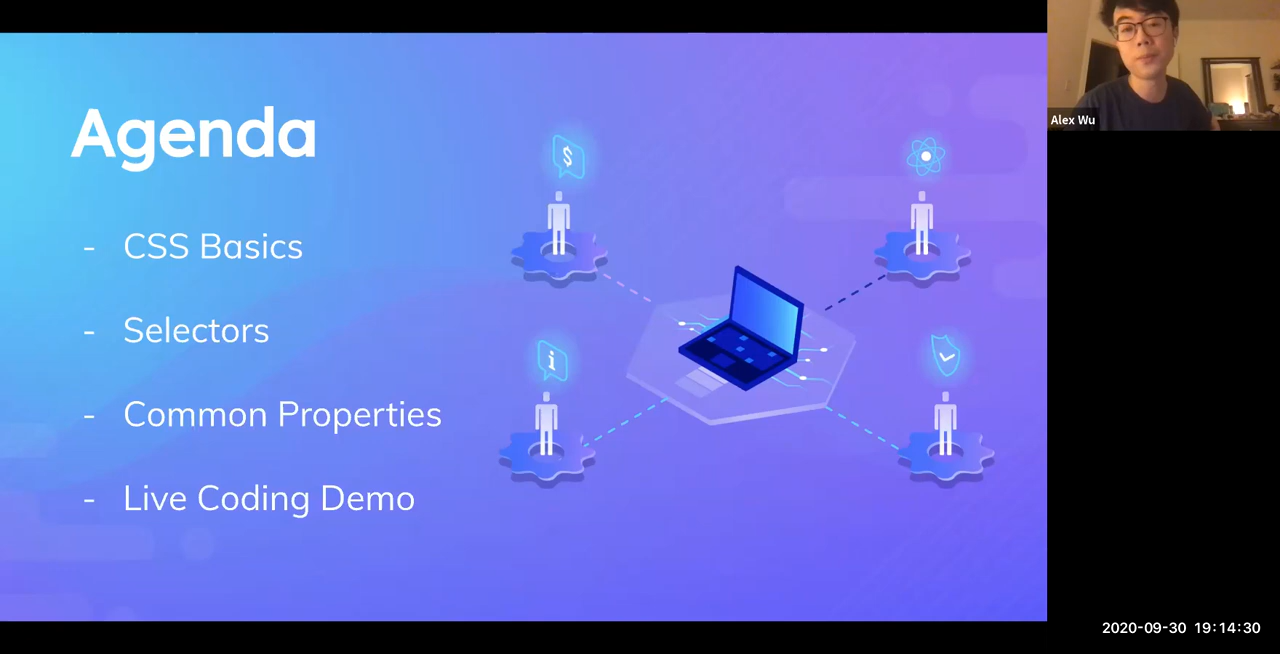 Agenda
- CSS Basics
- Selectors
- Common Properties
- Live Coding Demo
$
i
Alex Wu
2020-09-30 19:14:30